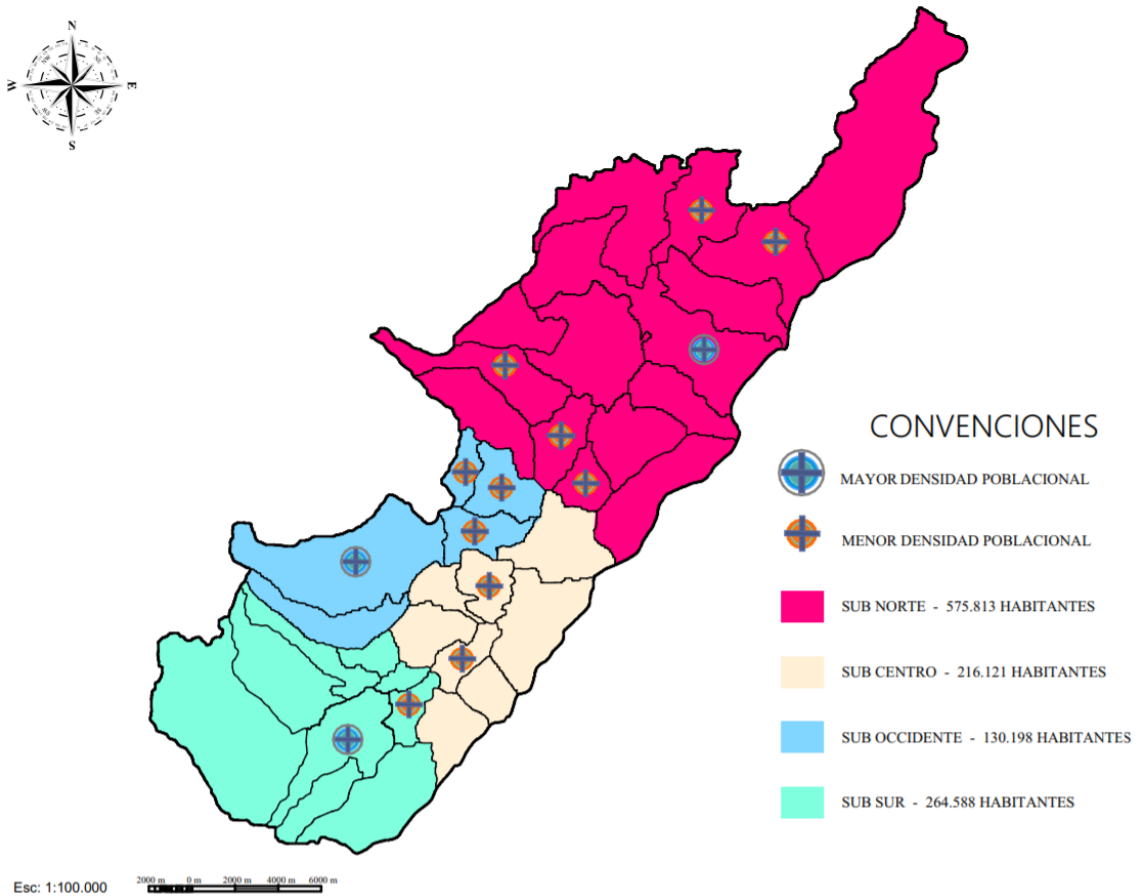 N
W
E
S
CONVENCIONES
MAYOR DENSIDAD POBLACIONAL
MENOR DENSIDAD POBLACIONAL
SUB NORTE - 575.813 HABITANTES
SUB CENTRO - 216.121 HABITANTES
SUB OCCIDENTE - 130.198 HABITANTES
SUB SUR - 264.588 HABITANTES
Esc: 1:100.000
2000 m 0 m 2000 m 4000 m 6000 m